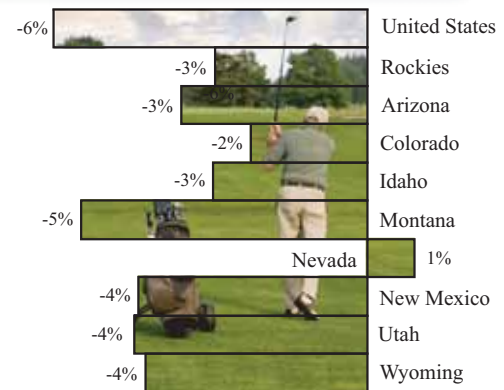 -6% United States
-3% Rockies
-3% Arizona
-2% Colorado
-3% Idaho
-5% Montana
Nevada 1%
-4% New Mexico
-4% Utah
-4% Wyoming